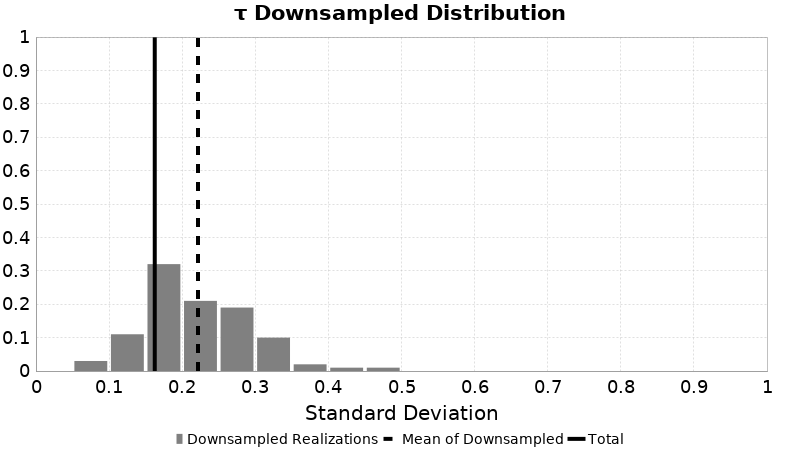 τ Downsampled Distribution
1
0.9
0.8
0.7
0.6
0.5
0.4
0.3
0.2
0.1
0
0 0.1 0.2 0.3 0.4 0.5 0.6 0.7 0.8 0.9 1
Standard Deviation
Downsampled Realizations Mean of Downsampled Total